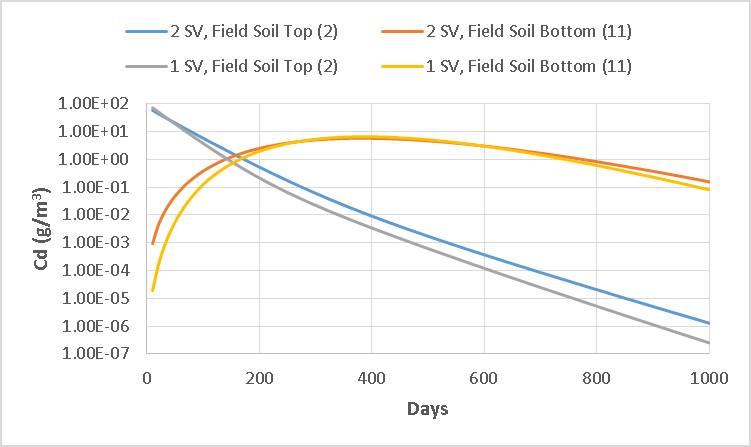 2 SV, Field Soil Top (2)
2 SV, Field Soil Bottom (11)
1 SV, Field Soil Top (2)
1 SV, Field Soil Bottom (11)
1.00E+02
1.00E+01
1.00E+00
1.00E-01
1.00E-02
1.00E-03
1.00E-04
1.00E-05
1.00E-06
1.00E-07
Cd (g/m³)
0 200 400 600 800 1000
Days